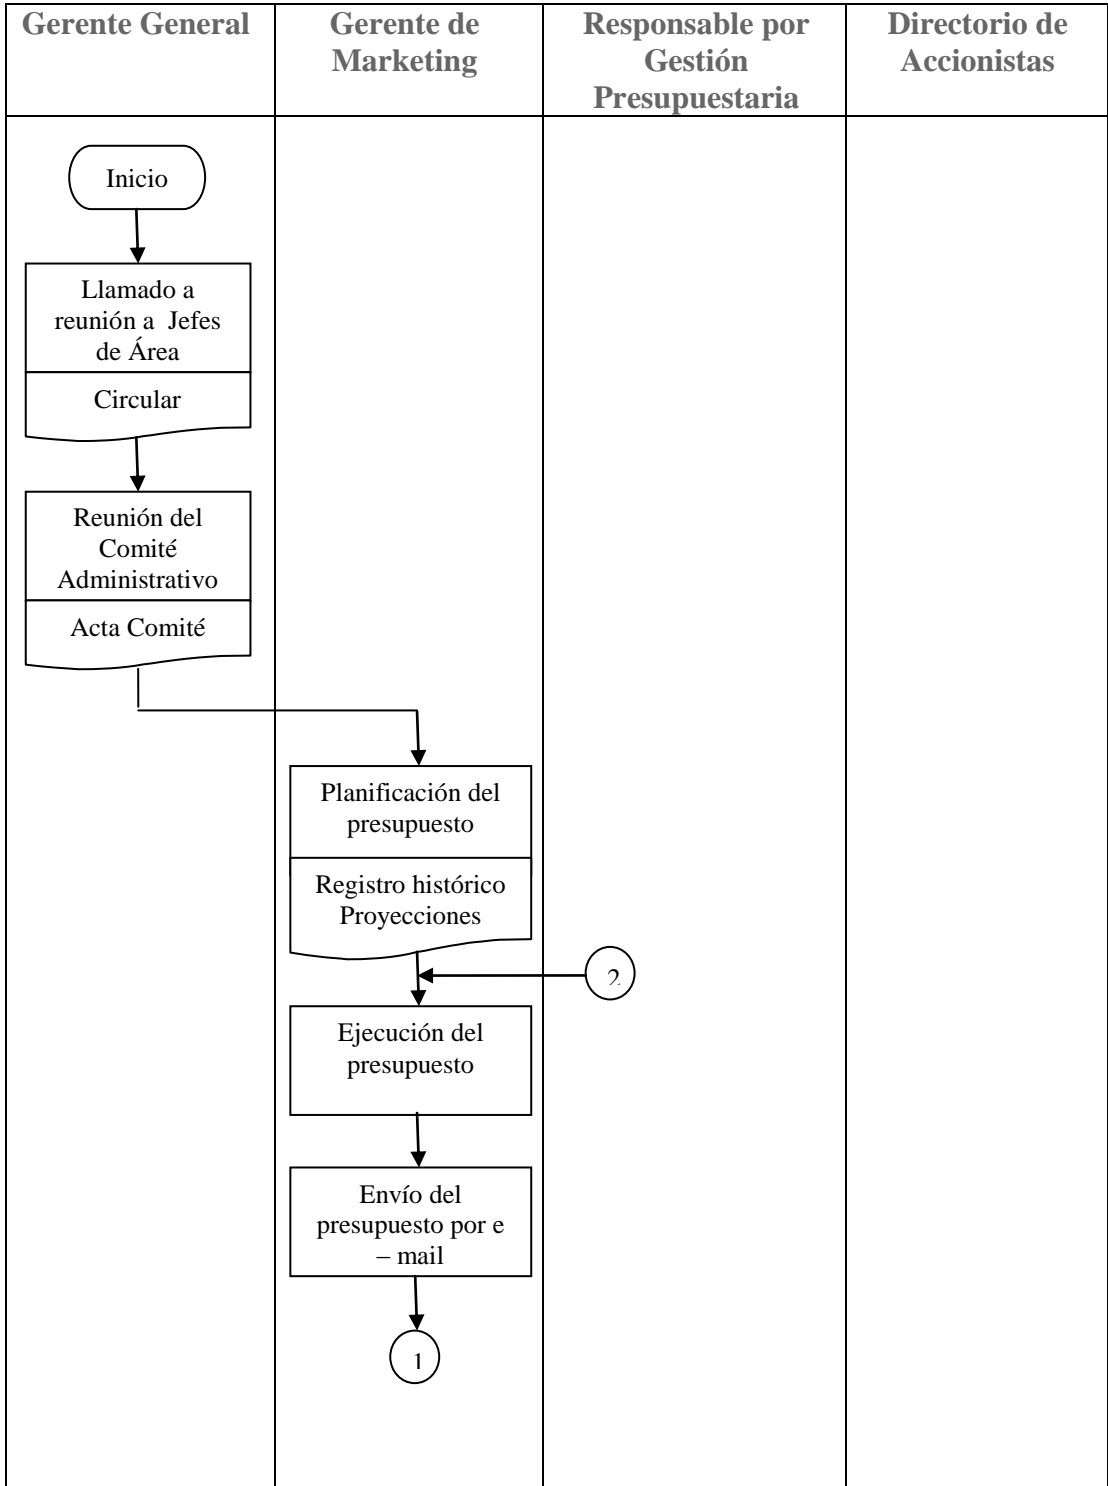 Gerente General
Gerente de
Marketing
Responsable por
Gestión
Presupuestaria
Directorio de
Accionistas
Inicio
Llamado a
reunión a Jefes
de Área
Circular
Reunión del
Comité
Administrativo
Acta Comité
Planificación del
presupuesto
Registro histórico
Proyecciones
2
Ejecución del
presupuesto
Envío del
presupuesto por e
– mail
1